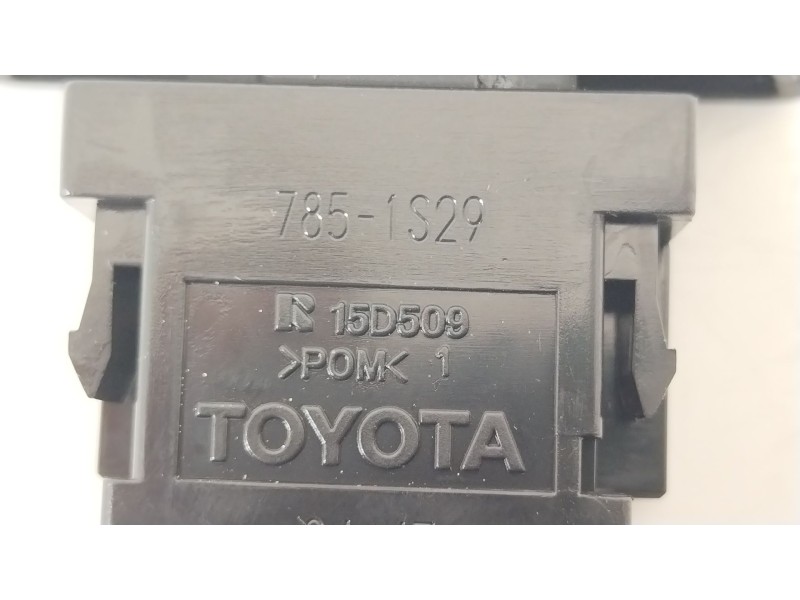 785-1S29
R 15D509
>POM< 1
TOYOTA